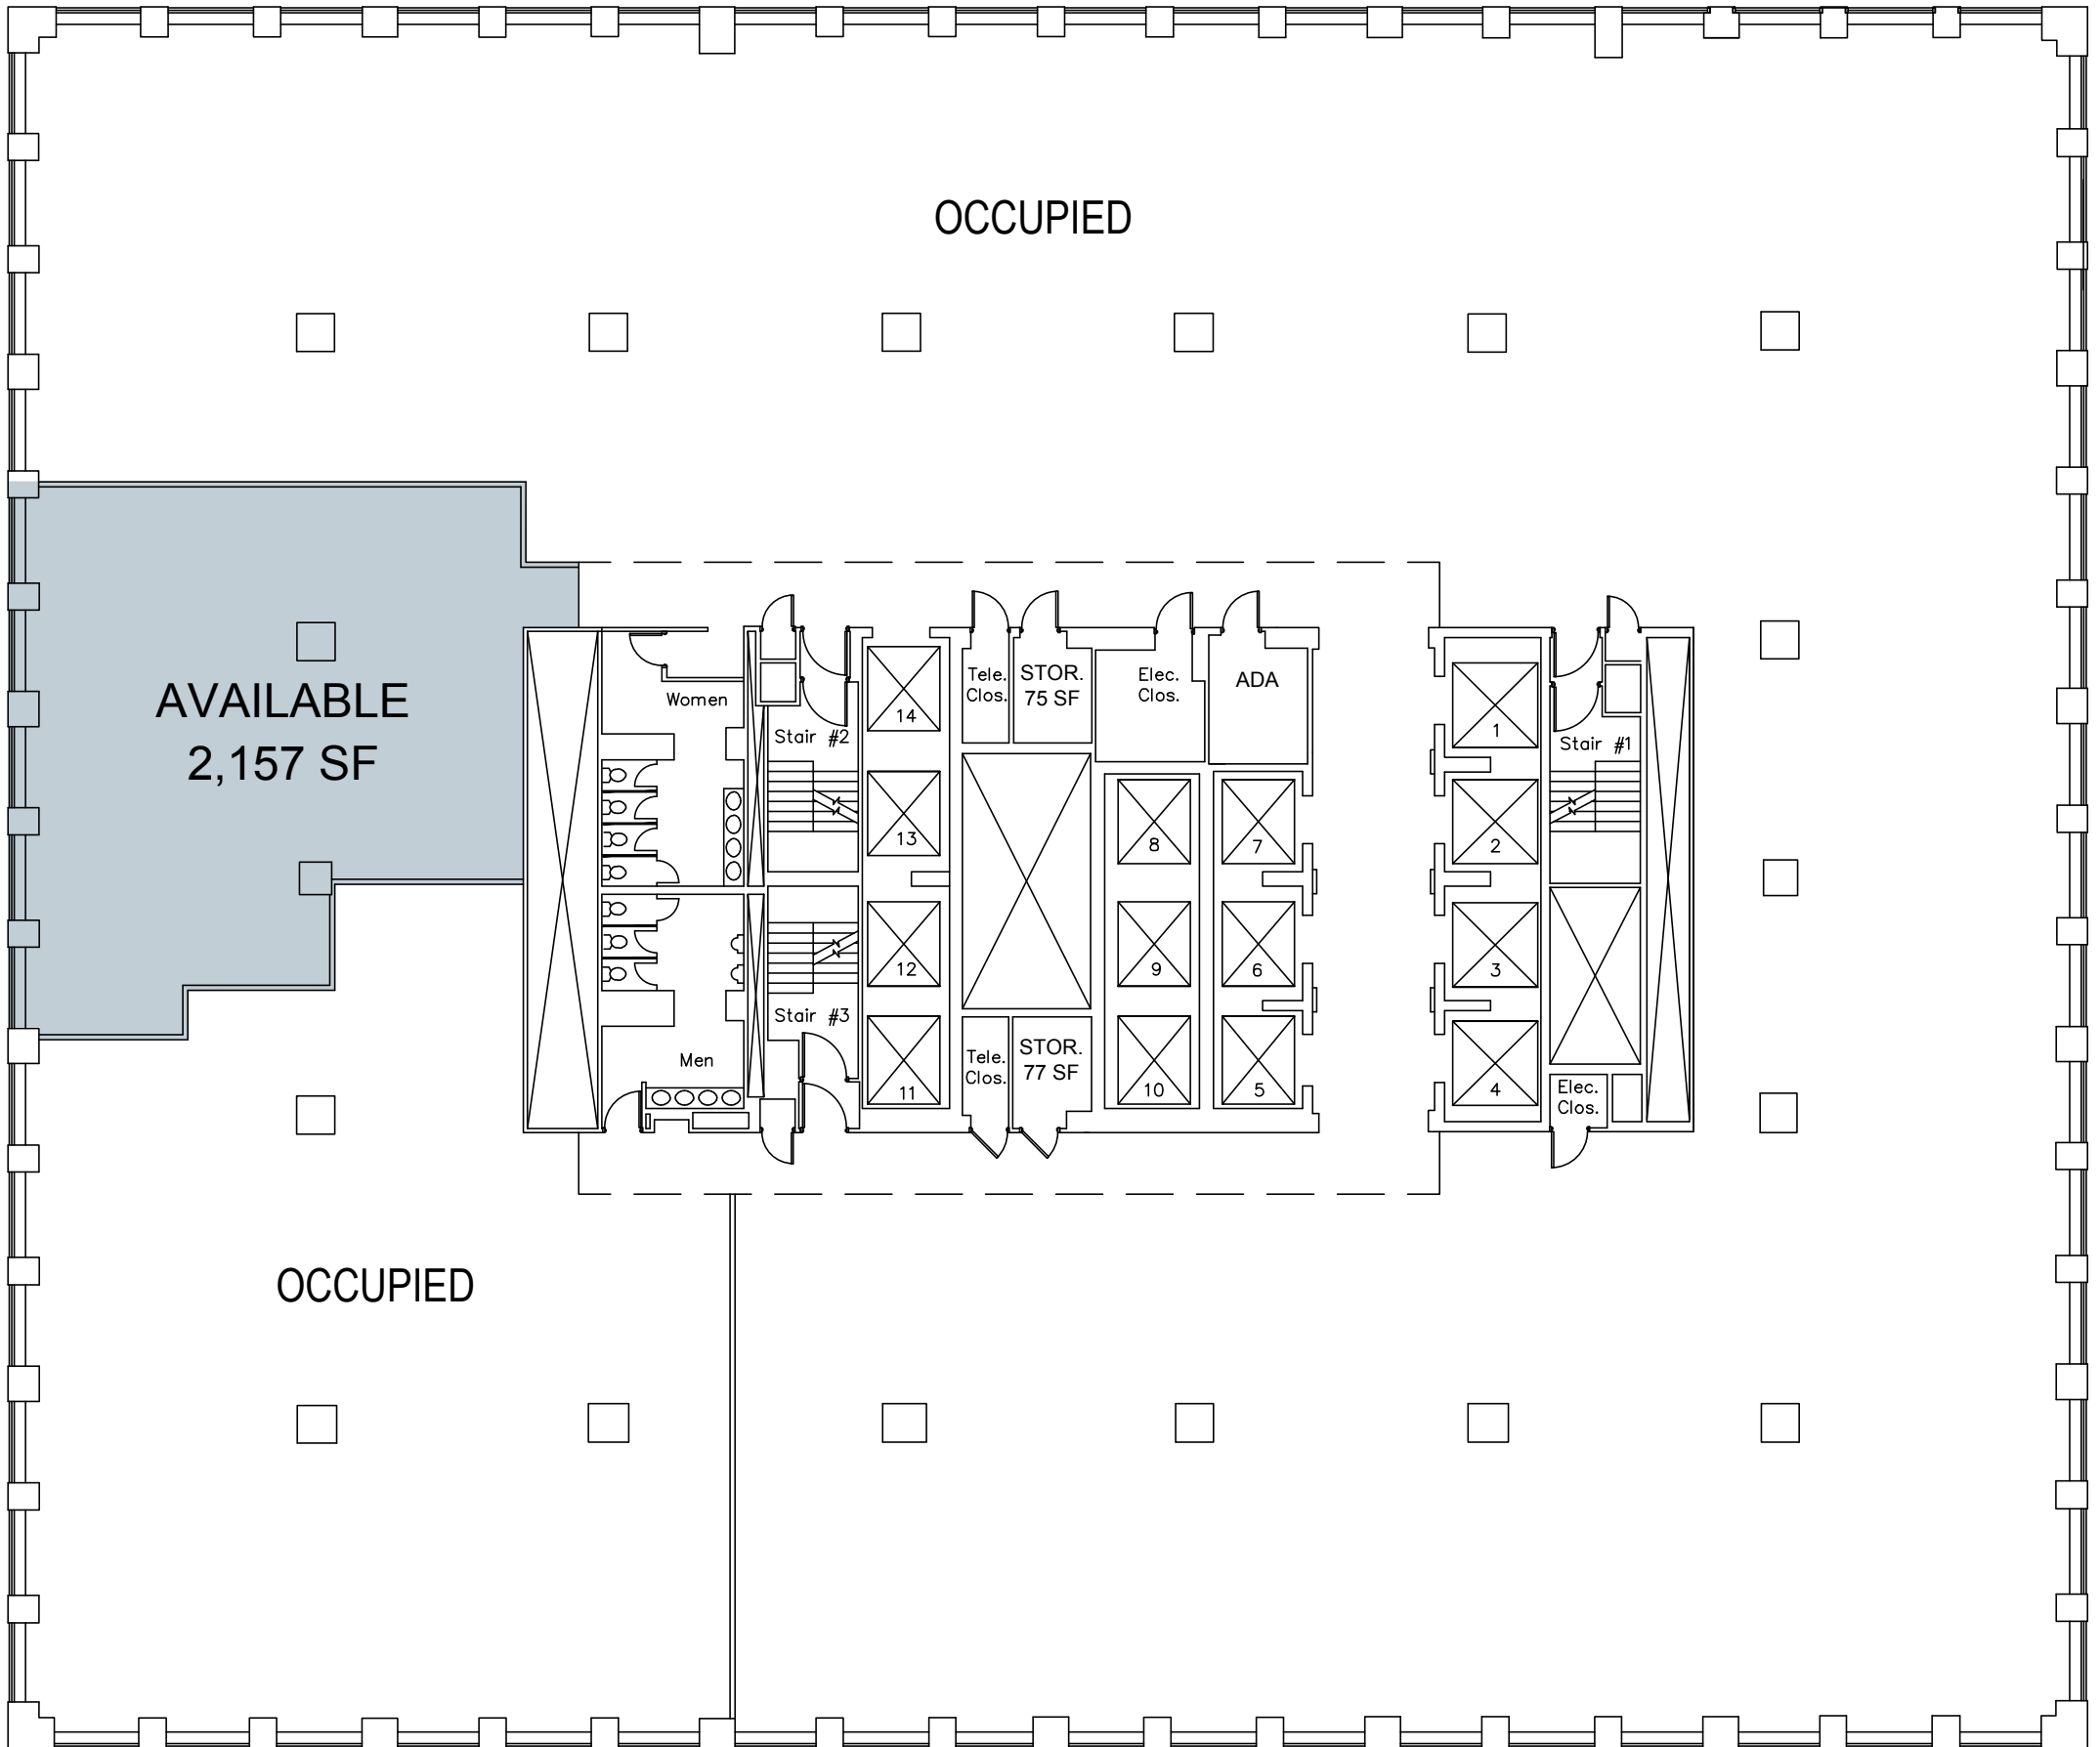 OCCUPIED
AVAILABLE
2,157 SF
Women
Stair #2
14
13
12
11
Tele.
Clos.
STOR.
75 SF
Elec.
Clos.
ADA
8
9
10
7
6
5
1
2
3
4
Stair #1
Stair #3
Men
Tele.
Clos.
STOR.
77 SF
Elec.
Clos.
OCCUPIED